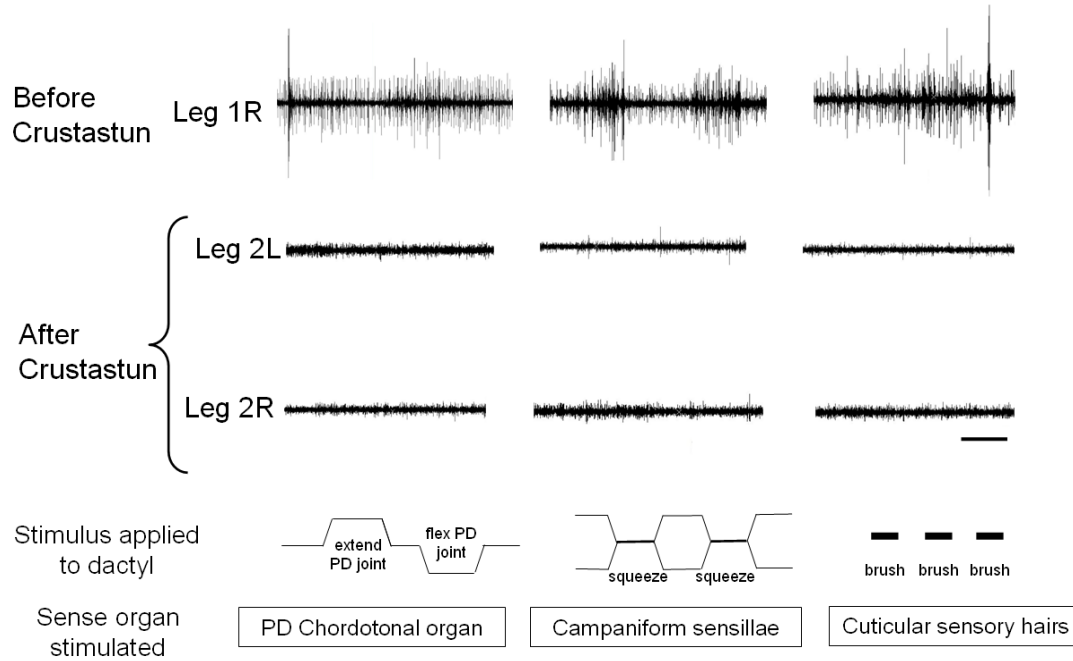 Before
Crustastun
Leg 1R
Leg 2L
After
Crustastun
Leg 2R
Stimulus applied
to dactyl
extend
PD joint
flex PD
joint
squeeze squeeze
brush brush brush
Sense organ
stimulated
PD Chordotonal organ
Campaniform sensillae
Cuticular sensory hairs